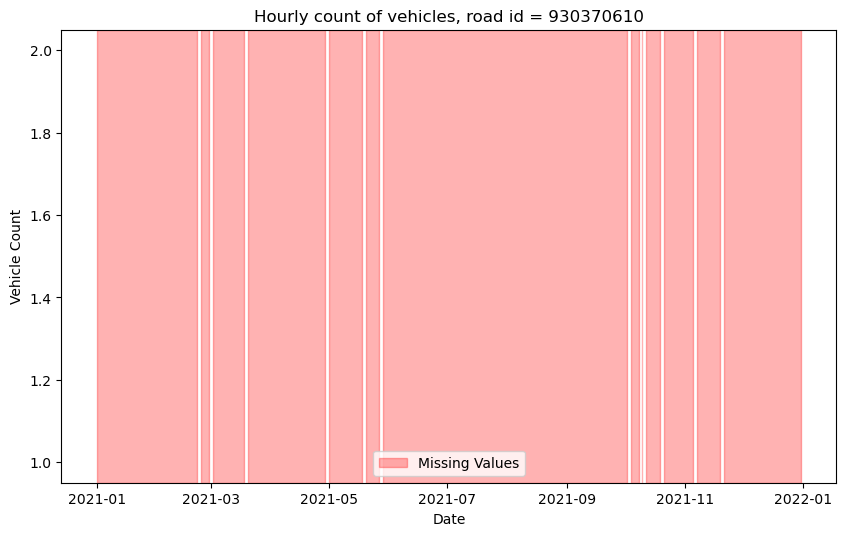 Hourly count of vehicles, road id = 930370610
Vehicle Count
2.0
1.8
1.6
1.4
1.2
1.0
Missing Values
2021-01 2021-03 2021-05 2021-07 2021-09 2021-11 2022-01
Date